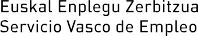 Euskal Enplegu Zerbitzua
Servicio Vasco de Empleo